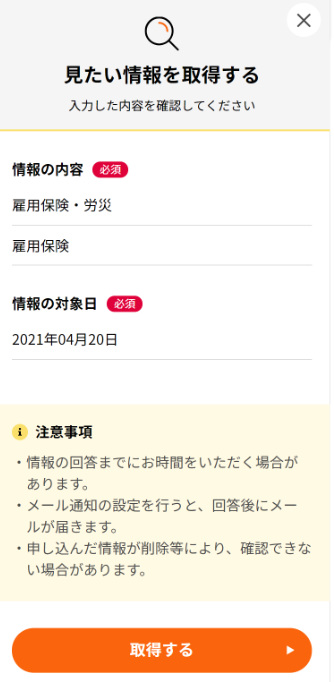 見たい情報を取得する
入力した内容を確認してください
情報の内容 必須
雇用保険・労災
雇用保険
情報の対象日 必須
2021年04月20日
注意事項
・情報の回答までにお時間をいただく場合が
あります。
・メール通知の設定を行うと、回答後にメー
ルが届きます。
・申し込んだ情報が削除等により、確認できな
い場合があります。
取得する